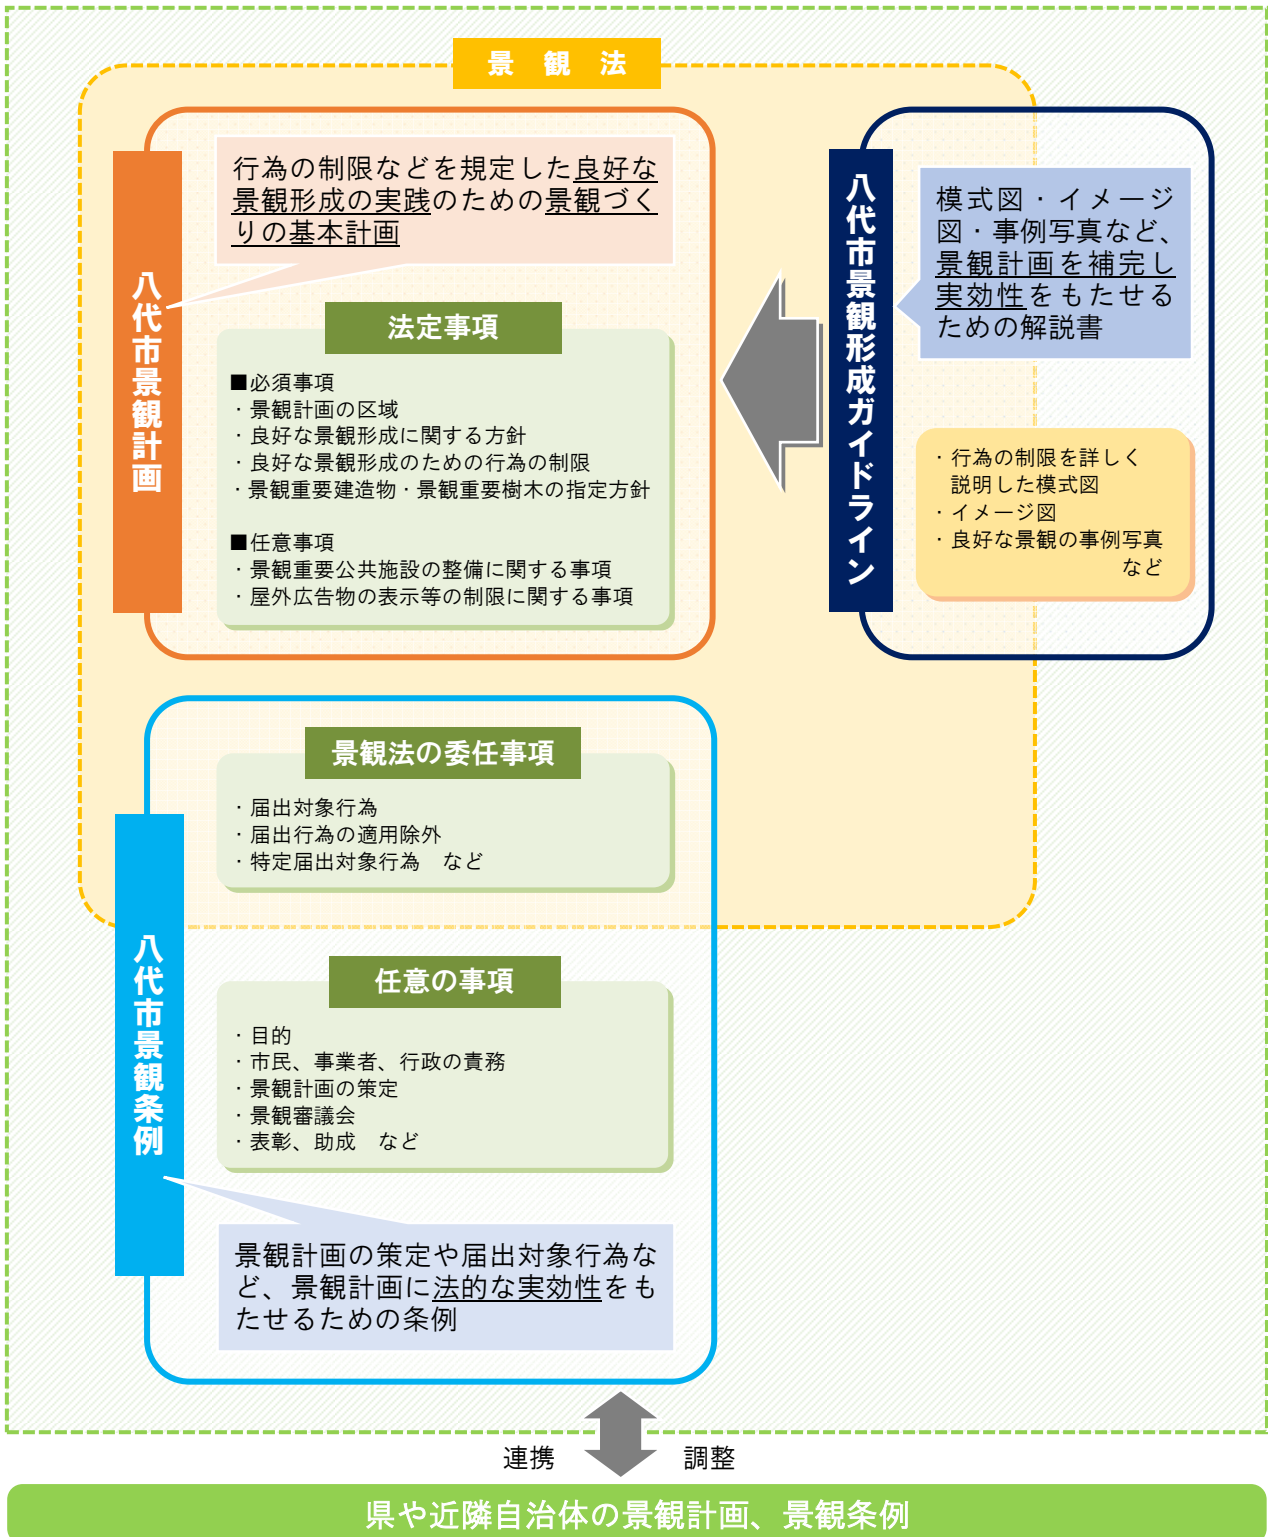 景観法
八代市景観計画
行為の制限などを規定した良好な
景観形成の実践のための景観づく
りの基本計画
法定事項
■必須事項
・景観計画の区域
・良好な景観形成に関する方針
・良好な景観形成のための行為の制限
・景観重要建造物・景観重要樹木の指定方針
■任意事項
・景観重要公共施設の整備に関する事項
・屋外広告物の表示等の制限に関する事項
八代市景観形成ガイドライン
模式図・イメージ
図・事例写真など、
景観計画を補完し
実効性をもたせる
ための解説書
・行為の制限を詳しく
説明した模式図
・イメージ図
・良好な景観の事例写真
など
八代市景観条例
景観法の委任事項
・届出対象行為
・届出行為の適用除外
・特定届出対象行為　など
任意の事項
・目的
・市民、事業者、行政の責務
・景観計画の策定
・景観審議会
・表彰、助成　など
景観計画の策定や届出対象行為な
ど、景観計画に法的な実効性をも
たせるための条例
連携　調整
県や近隣自治体の景観計画、景観条例